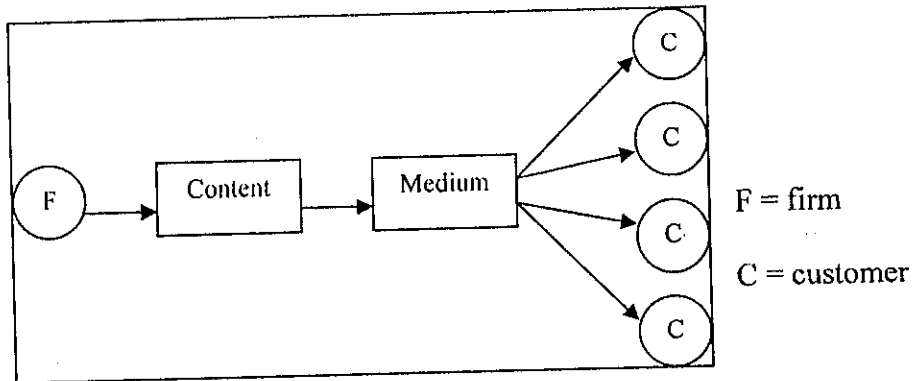 C
C
F
Content
Medium
C
C
F = firm
C = customer